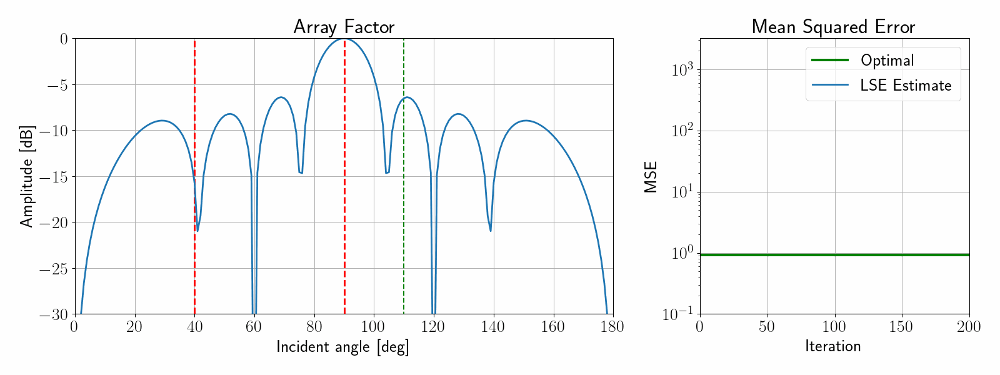 Array Factor
0
−5
−10
−15
−20
−25
−30
Amplitude [dB]
0 20 40 60 80 100 120 140 160 180
Incident angle [deg]
Mean Squared Error
Optimal
LSE Estimate
10³
10²
10¹
10⁰
10⁻¹
MSE
0 50 100 150 200
Iteration